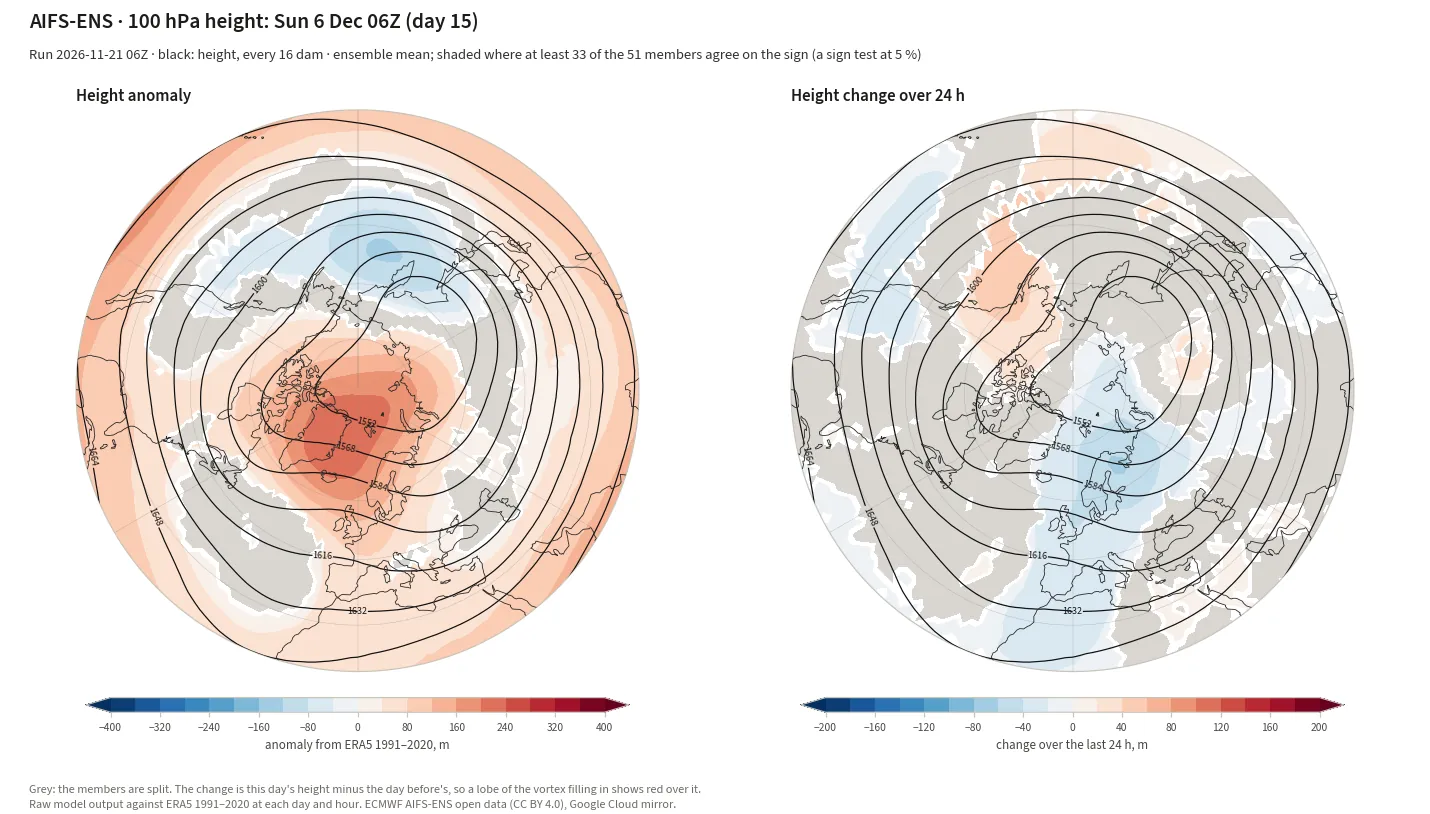 AIFS-ENS · 100 hPa height: Sun 6 Dec 06Z (day 15)
Run 2026-11-21 06Z · black: height, every 16 dam · ensemble mean; shaded where at least 33 of the 51 members agree on the sign (a sign test at 5 %)
Height anomaly
Height change over 24 h
1600
1552
1568
1584
1664
1648
1616
1632
1600
1552
1568
1584
1664
1648
1616
1632
−400 −320 −240 −160 −80 0 80 160 240 320 400
anomaly from ERA5 1991–2020, m
−200 −160 −120 −80 −40 0 40 80 120 160 200
change over the last 24 h, m
Grey: the members are split. The change is this day's height minus the day before's, so a lobe of the vortex filling in shows red over it.
Raw model output against ERA5 1991–2020 at each day and hour. ECMWF AIFS-ENS open data (CC BY 4.0), Google Cloud mirror.